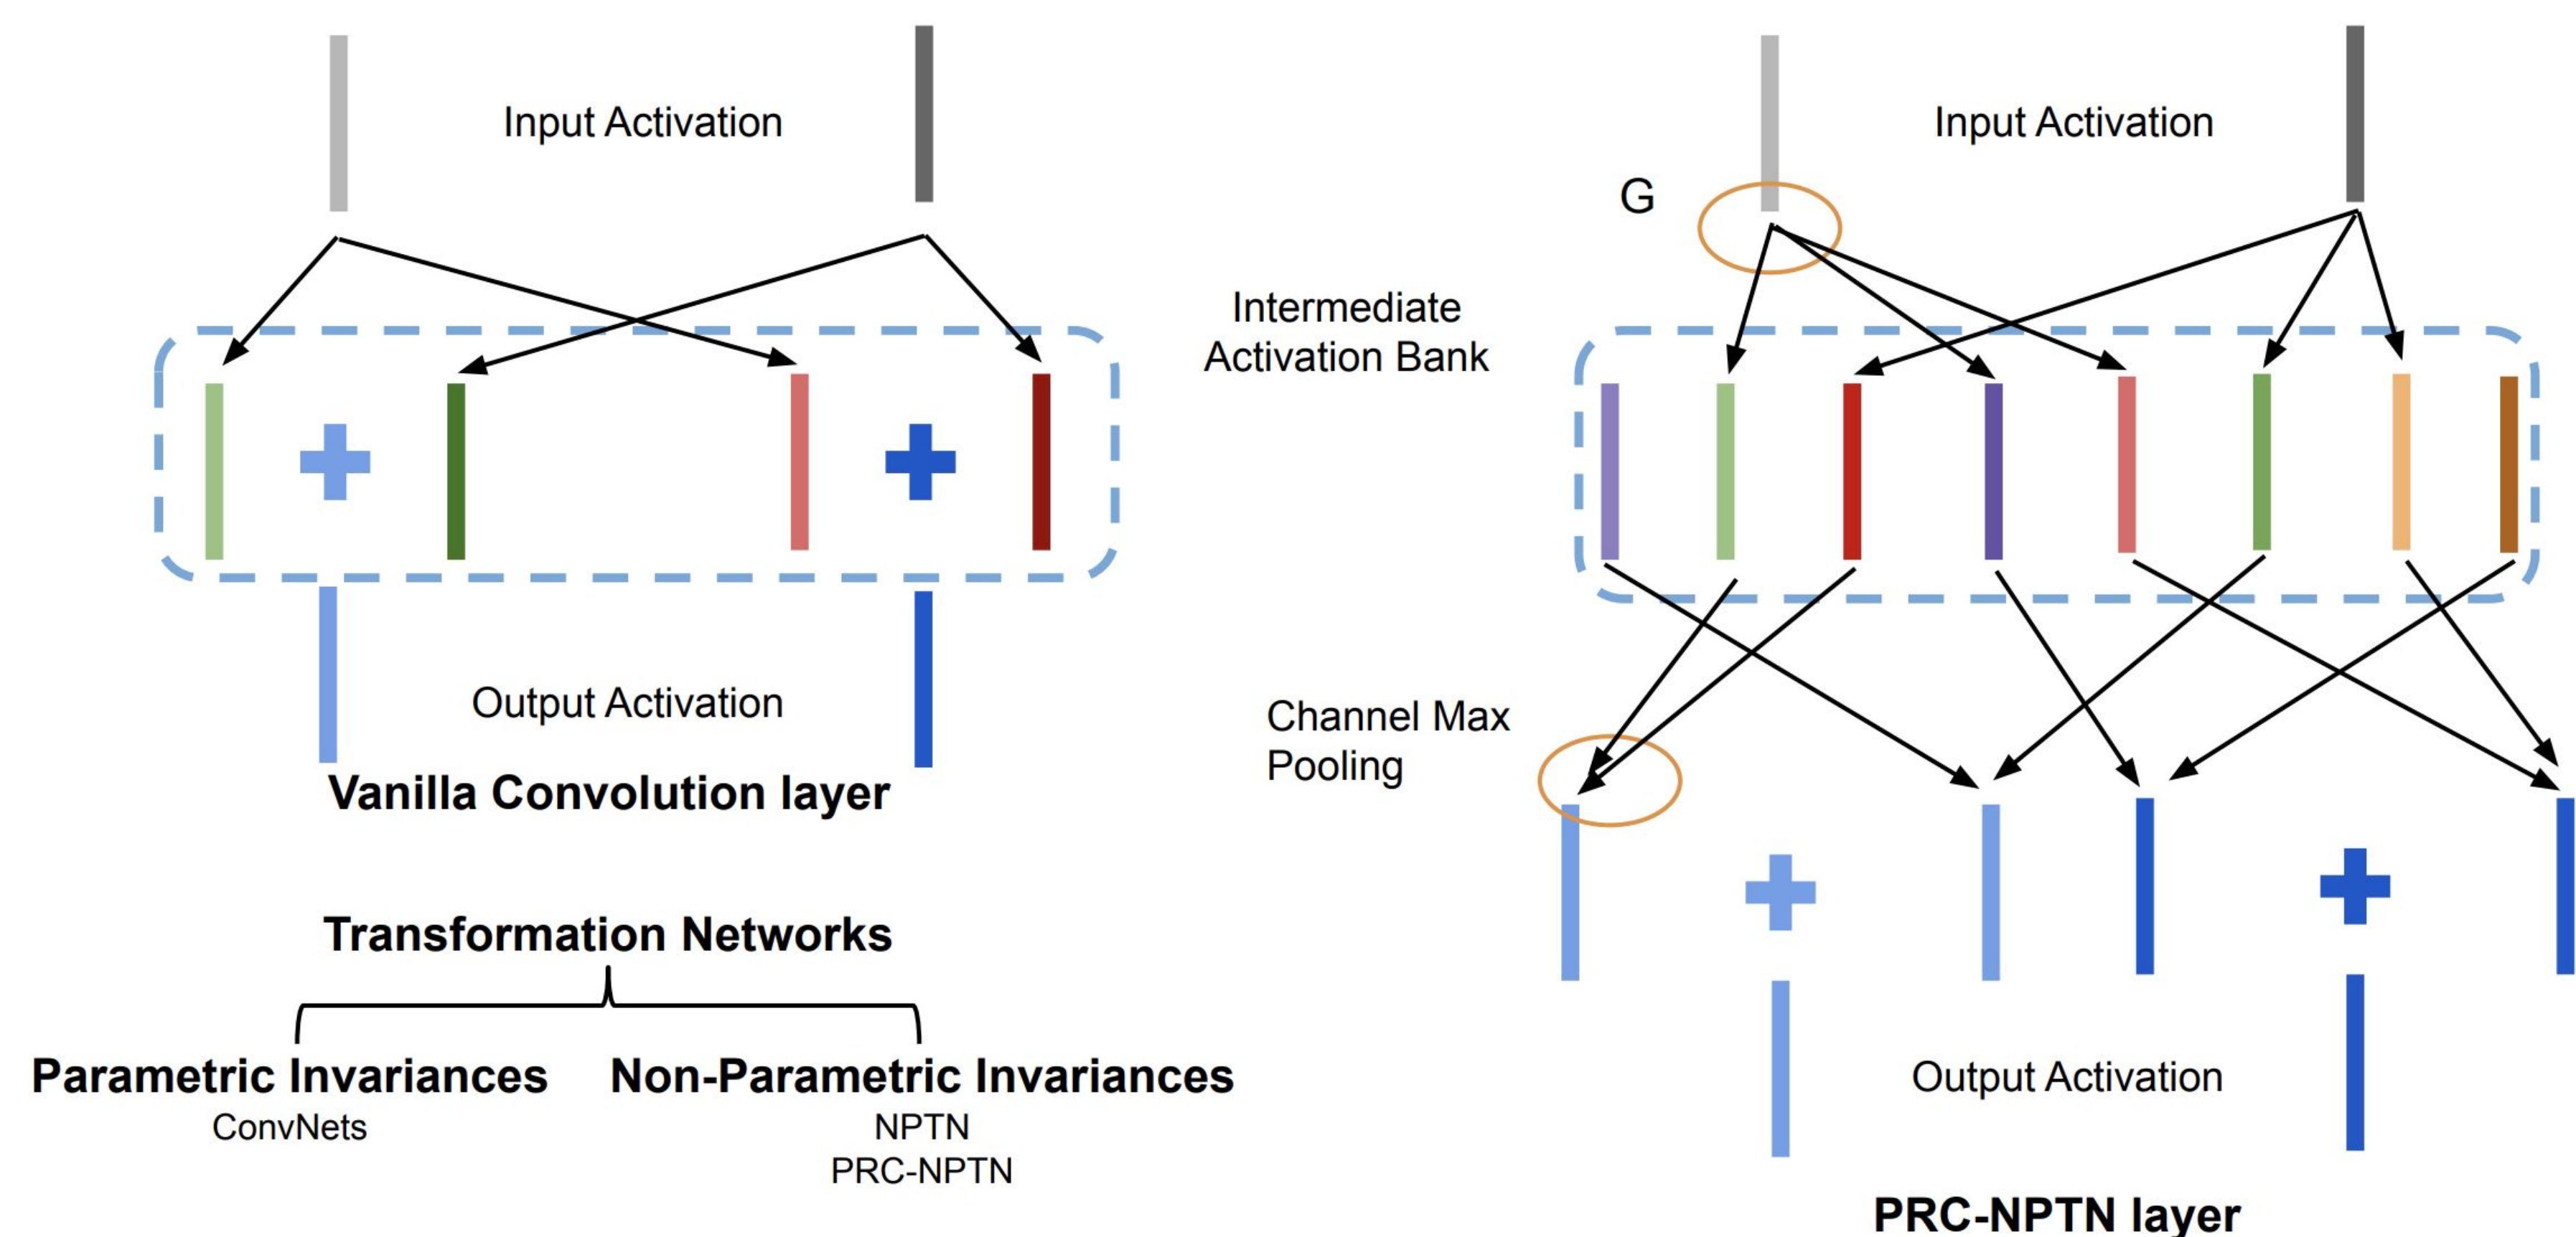 Input Activation
Output Activation
Vanilla Convolution layer
Transformation Networks
Parametric Invariances
ConvNets
Non-Parametric Invariances
NPTN
PRC-NPTN
Input Activation
G
Intermediate
Activation Bank
Channel Max
Pooling
Output Activation
PRC-NPTN layer